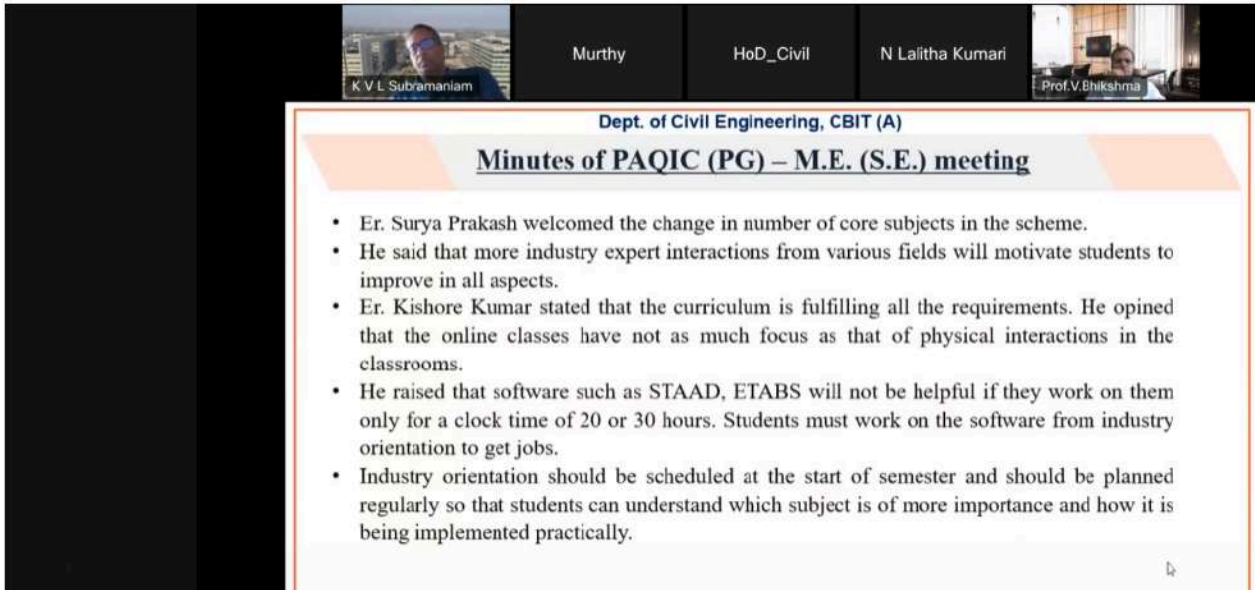 Murthy
HoD_Civil
N Lalitha Kumari
K V L Subramaniam
Prof.V.Bhikshma
Dept. of Civil Engineering, CBIT (A)
Minutes of PAQIC (PG) – M.E. (S.E.) meeting
• Er. Surya Prakash welcomed the change in number of core subjects in the scheme.
• He said that more industry expert interactions from various fields will motivate students to
improve in all aspects.
• Er. Kishore Kumar stated that the curriculum is fulfilling all the requirements. He opined
that the online classes have not as much focus as that of physical interactions in the
classrooms.
• He raised that software such as STAAD, ETABS will not be helpful if they work on them
only for a clock time of 20 or 30 hours. Students must work on the software from industry
orientation to get jobs.
• Industry orientation should be scheduled at the start of semester and should be planned
regularly so that students can understand which subject is of more importance and how it is
being implemented practically.